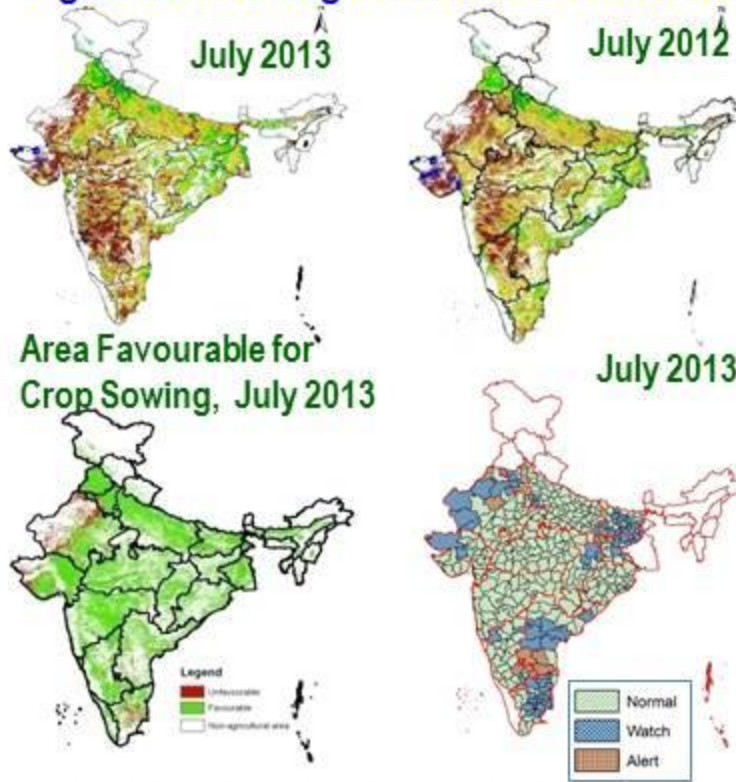 July 2013
July 2012
Area Favourable for
Crop Sowing, July 2013
July 2013
Legend
Unfavourable
Favourable
Non-agricultural area
Normal
Watch
Alert